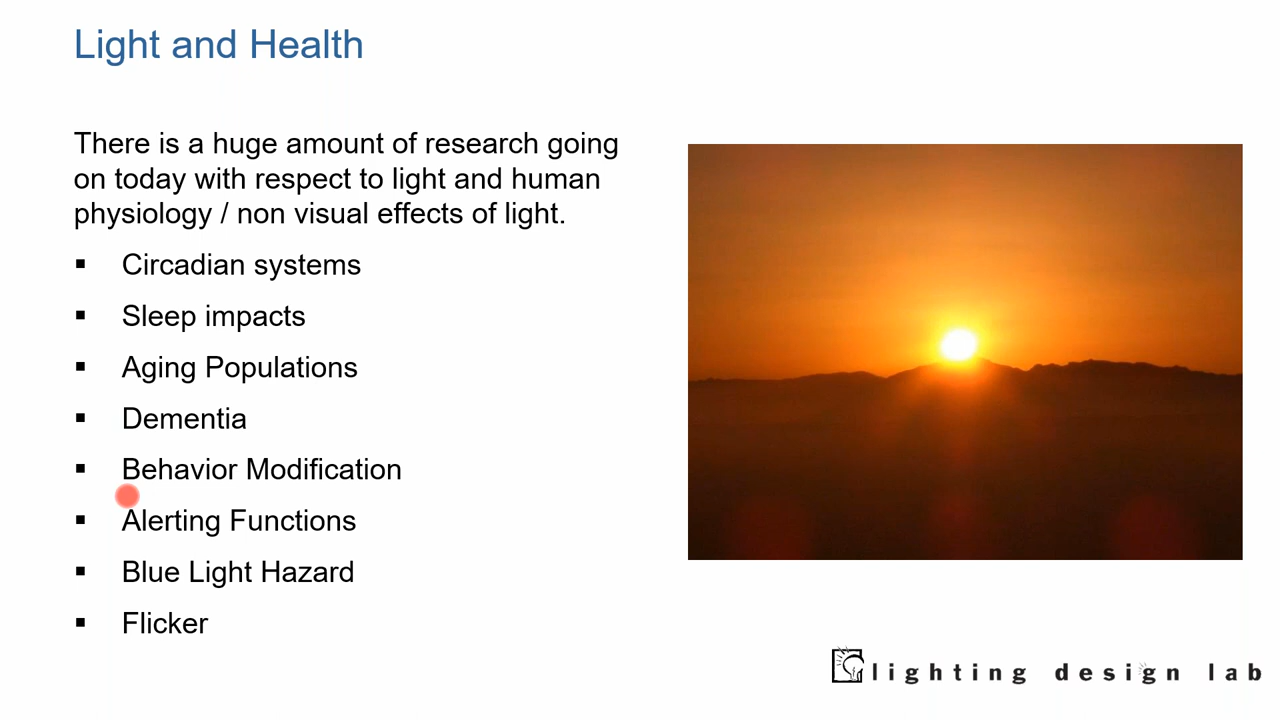 Light and Health
There is a huge amount of research going
on today with respect to light and human
physiology / non visual effects of light.
▪ Circadian systems
▪ Sleep impacts
▪ Aging Populations
▪ Dementia
▪ Behavior Modification
▪ Alerting Functions
▪ Blue Light Hazard
▪ Flicker
lighting design lab